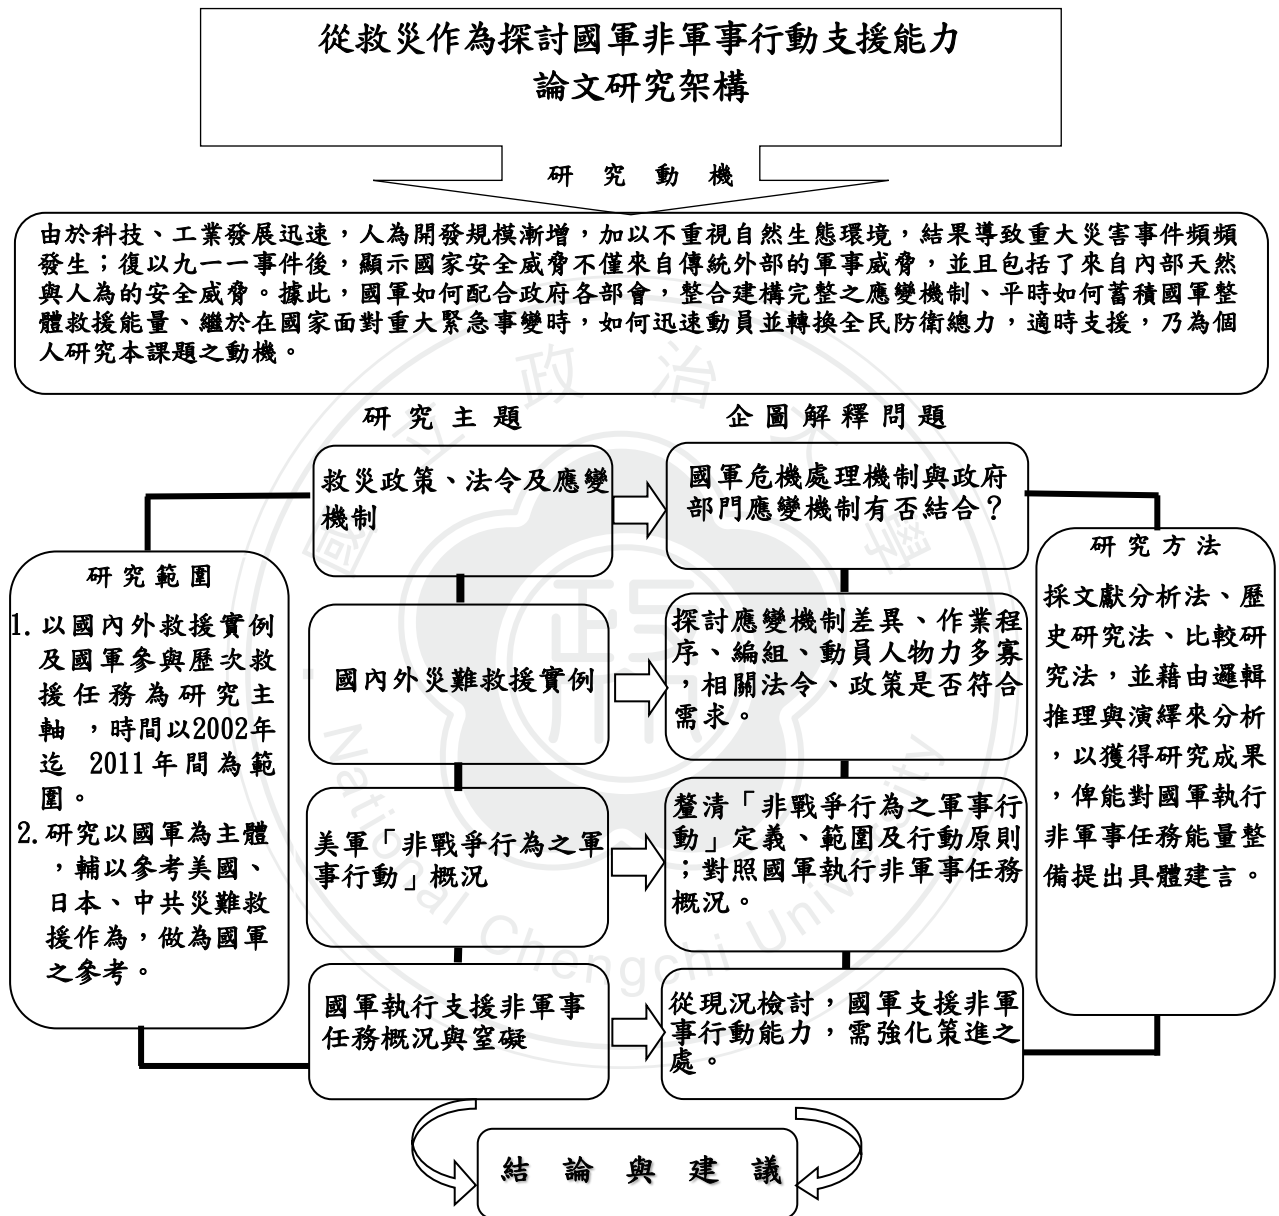 從救災作為探討國軍非軍事行動支援能力
論文研究架構
研究動機
由於科技、工業發展迅速，人為開發規模漸增，加以不重視自然生態環境，結果導致重大災害事件頻頻
發生；復以九一一事件後，顯示國家安全威脅不僅來自傳統外部的軍事威脅，並且包括了來自內部天然
與人為的安全威脅。據此，國軍如何配合政府各部會，整合建構完整之應變機制、平時如何蓄積國軍整
體救援能量、繼於在國家面對重大緊急事變時，如何迅速動員並轉換全民防衛總力，適時支援，乃為個
人研究本課題之動機。
研究主題
企圖解釋問題
救災政策、法令及應變
機制
國軍危機處理機制與政府
部門應變機制有否結合？
研究範圍
1.以國內外救援實例
及國軍參與歷次救
援任務為研究主
軸 ，時間以2002年
迄 2011年間為範
圍。
2.研究以國軍為主體
，輔以參考美國、
日本、中共災難救
援作為，做為國軍
之參考。
國內外災難救援實例
探討應變機制差異、作業程
序、編組、動員人物力多寡
，相關法令、政策是否符合
需求。
美軍「非戰爭行為之軍
事行動」概況
釐清「非戰爭行為之軍事行
動」定義、範圍及行動原則
；對照國軍執行非軍事任務
概況。
國軍執行支援非軍事
任務概況與窒礙
從現況檢討，國軍支援非軍
事行動能力，需強化策進之
處。
研究方法
採文獻分析法、歷
史研究法、比較研
究法，並藉由邏輯
推理與演繹來分析
，以獲得研究成果
，俾能對國軍執行
非軍事任務能量整
備提出具體建言。
結論與建議
國立政治大學
National Chengchi University